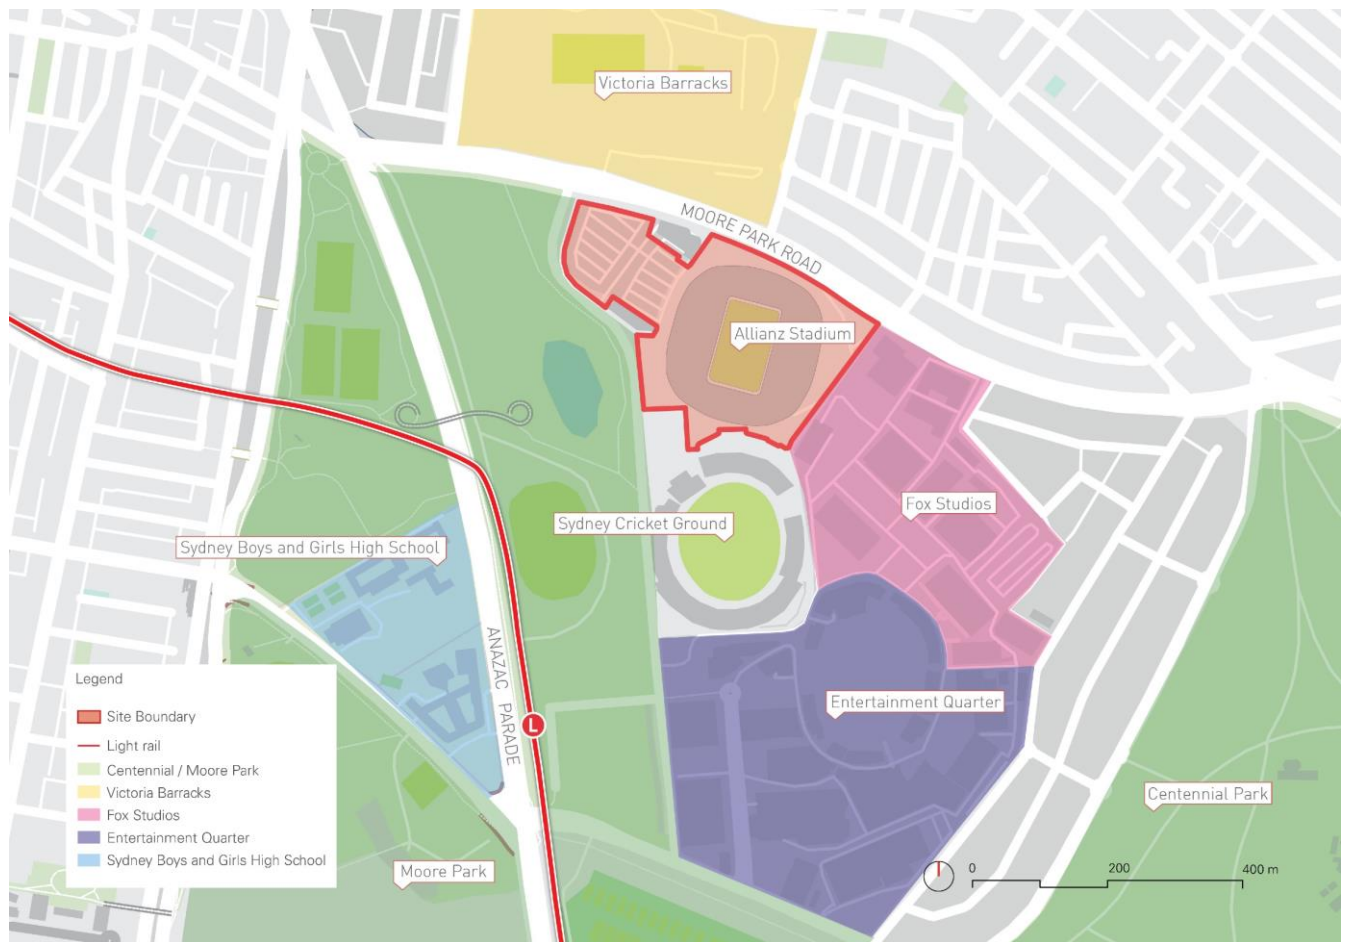 Victoria Barracks
MOORE PARK ROAD
Allianz Stadium
Fox Studios
Sydney Cricket Ground
Sydney Boys and Girls High School
ANAZAC PARADE
L
Entertainment Quarter
Centennial Park
Moore Park
Legend
Site Boundary
Light rail
Centennial / Moore Park
Victoria Barracks
Fox Studios
Entertainment Quarter
Sydney Boys and Girls High School
0 200 400 m